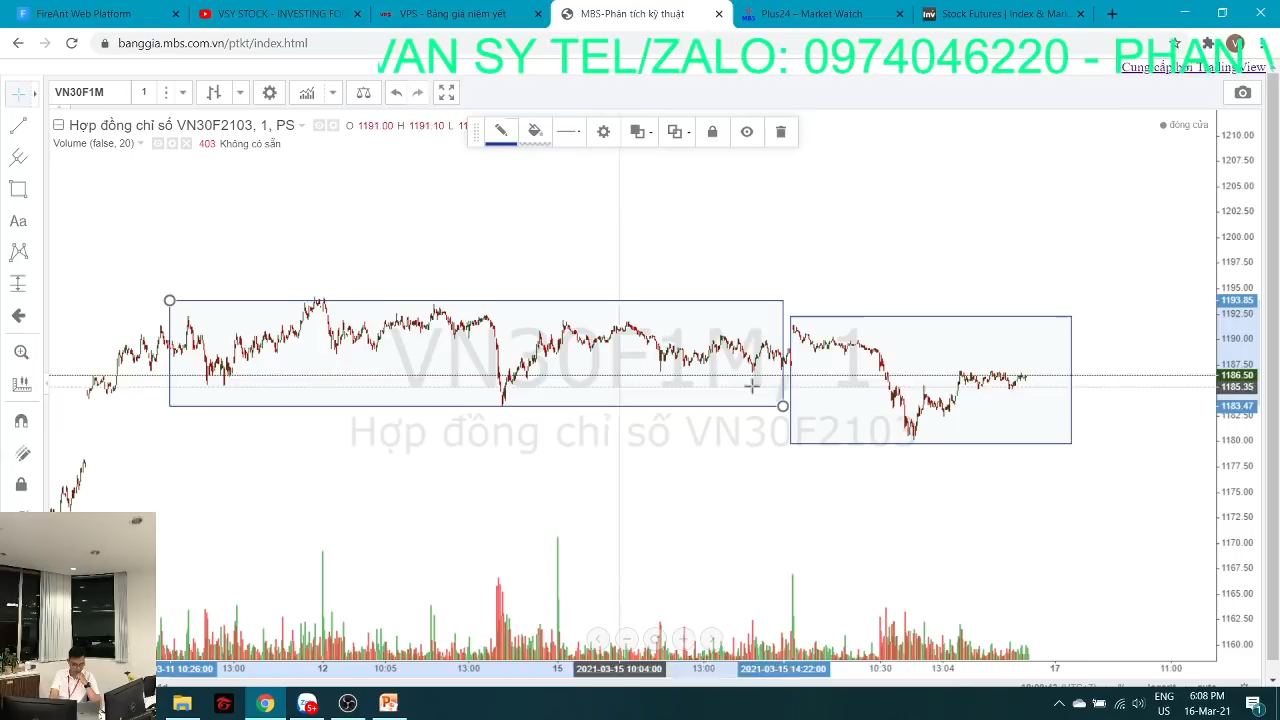 FireAnt Web Platform
VSY STOCK - INVESTING FO
VPS - Bảng giá niêm yết
MBS-Phân tích kỹ thuật
Plus24 – Market Watch
Stock Futures | Index & Mark
banggia.mbs.com.vn/ptkt/index.html
VAN SY TEL/ZALO: 0974046220 - PHAN
Cung cấp bởi TradingView
VN30F1M
1
Hợp đồng chỉ số VN30F2103, 1, PS
O 1191.00 H 1191.10 L 11
đóng cửa
Volume (false, 20)
403 Không có sẵn
Aa
VN30F1M, 1
Hợp đồng chỉ số VN30F2103
1210.00
1207.50
1205.00
1202.50
1200.00
1197.50
1195.00
1193.85
1192.50
1190.00
1187.50
1186.50
1185.35
1183.47
1182.50
1180.00
1177.50
1175.00
1172.50
1170.00
1167.50
1165.00
1162.50
1160.00
3-11 10:26:00
13:00
12
10:05
13:00
15
2021-03-15 10:04:00
13:00
2021-03-15 14:22:00
10:30
13:04
17
11:00
ENG
US
6:08 PM
16-Mar-21